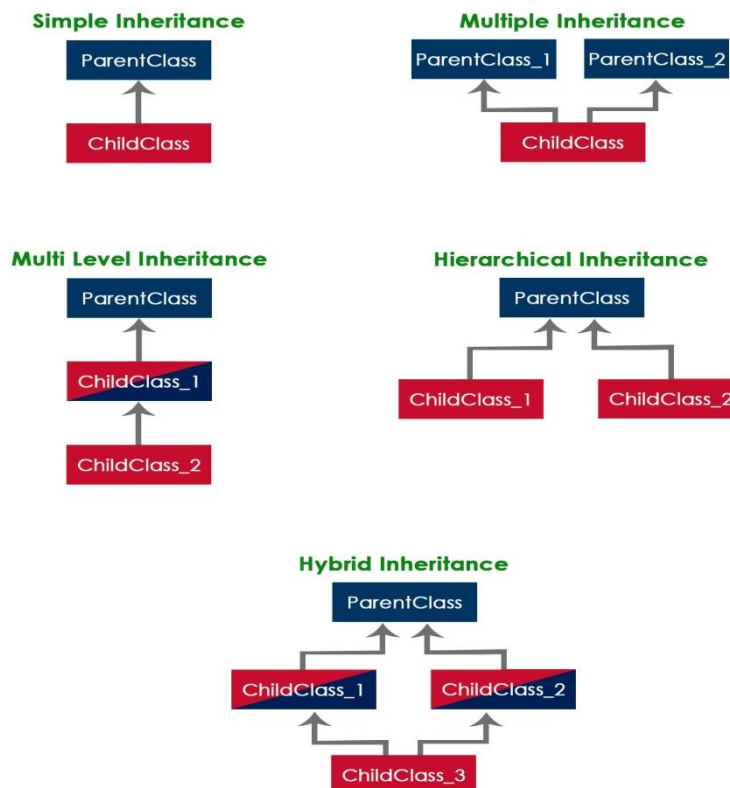 Simple Inheritance
ParentClass
ChildClass
Multiple Inheritance
ParentClass_1 ParentClass_2
ChildClass
Multi Level Inheritance
ParentClass
ChildClass_1
ChildClass_2
Hierarchical Inheritance
ParentClass
ChildClass_1 ChildClass_2
Hybrid Inheritance
ParentClass
ChildClass_1 ChildClass_2
ChildClass_3